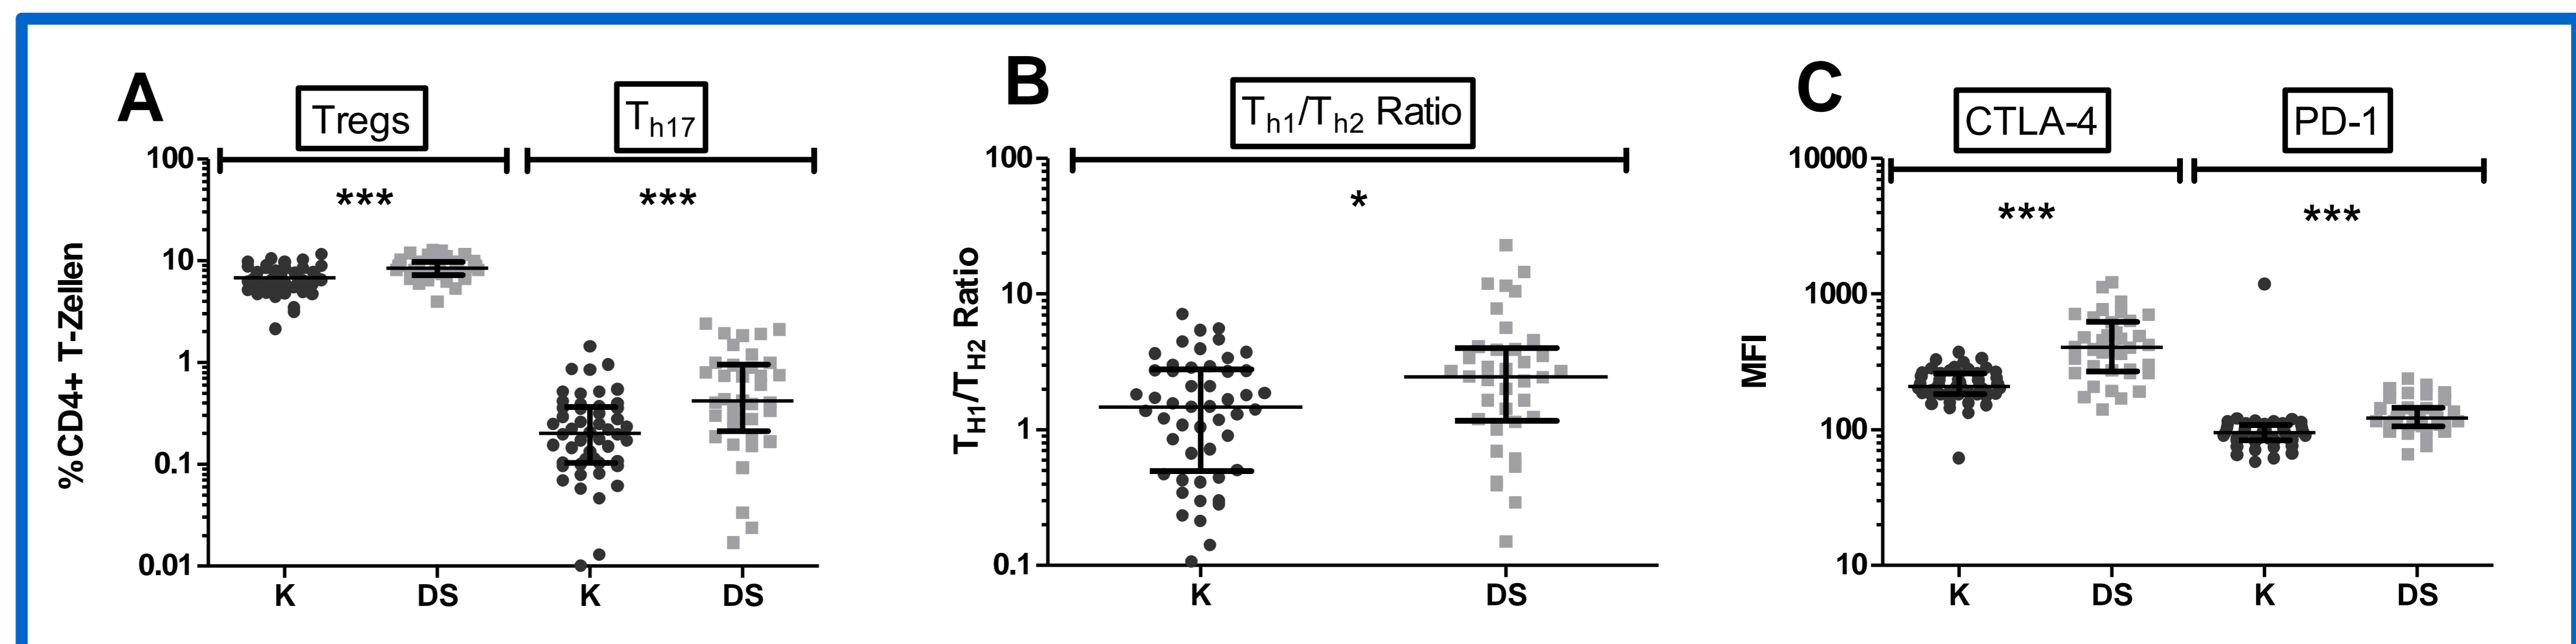 A
Tregs
Th17
100
10
1
0.1
0.01
%CD4+ T-Zellen
***
***
K
DS
K
DS
B
Th1/Th2 Ratio
100
10
1
0.1
TH1/TH2 Ratio
*
K
DS
C
CTLA-4
PD-1
10000
1000
100
10
MFI
***
***
K
DS
K
DS